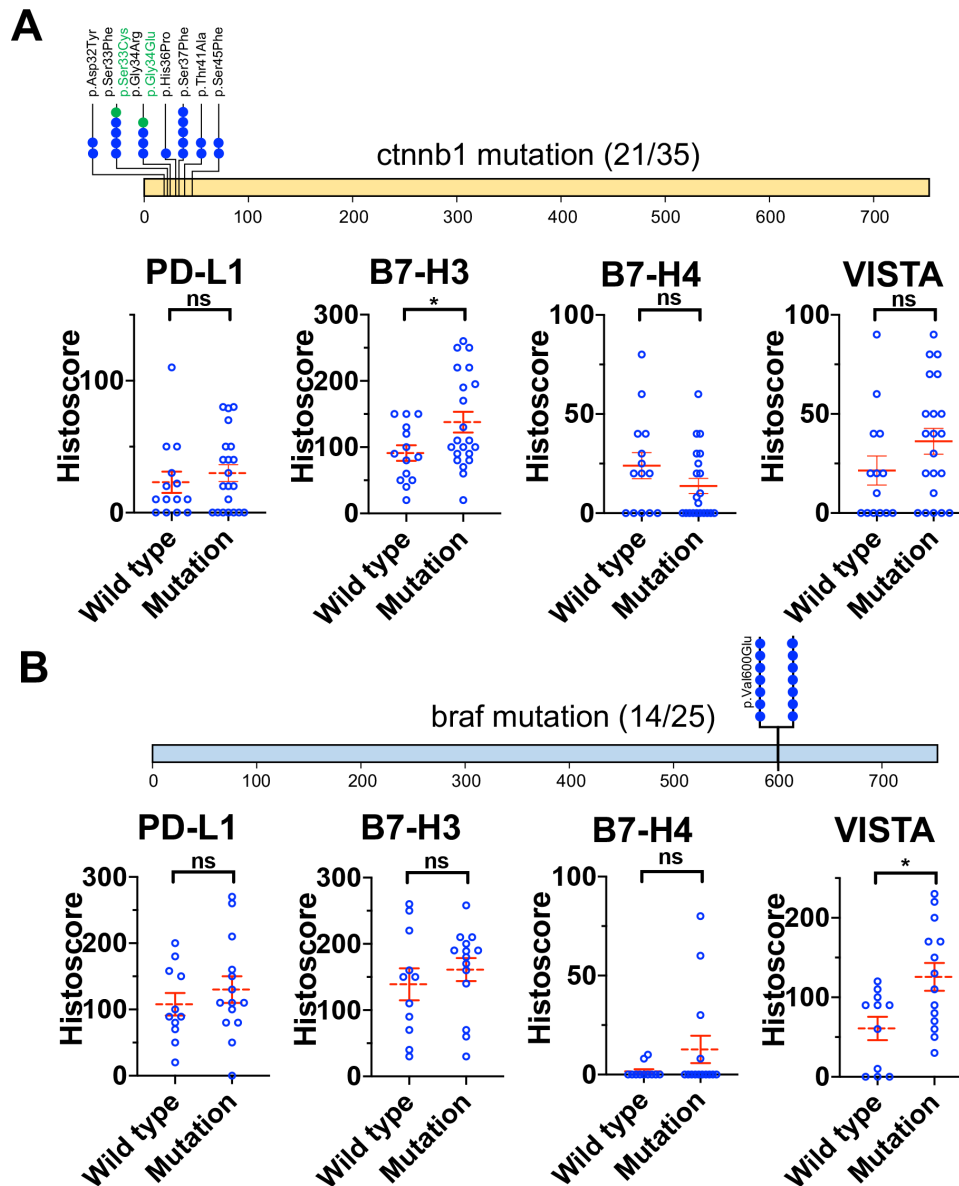 A
p.Asp32Tyr
p.Ser33Phe
p.Ser33Cys
p.Gly34Arg
p.Gly34Glu
p.His36Pro
p.Ser37Phe
p.Thr41Ala
p.Ser45Phe
ctnnb1 mutation (21/35)
0 100 200 300 400 500 600 700
PD-L1
ns
Histoscore
100
0
Wild type
Mutation
B7-H3
*
Histoscore
300
200
100
0
Wild type
Mutation
B7-H4
ns
Histoscore
100
50
0
Wild type
Mutation
VISTA
ns
Histoscore
100
50
0
Wild type
Mutation
B
p.Val600Glu
braf mutation (14/25)
0 100 200 300 400 500 600 700
PD-L1
ns
Histoscore
300
200
100
0
Wild type
Mutation
B7-H3
ns
Histoscore
300
200
100
0
Wild type
Mutation
B7-H4
ns
Histoscore
100
50
0
Wild type
Mutation
VISTA
*
Histoscore
200
100
0
Wild type
Mutation